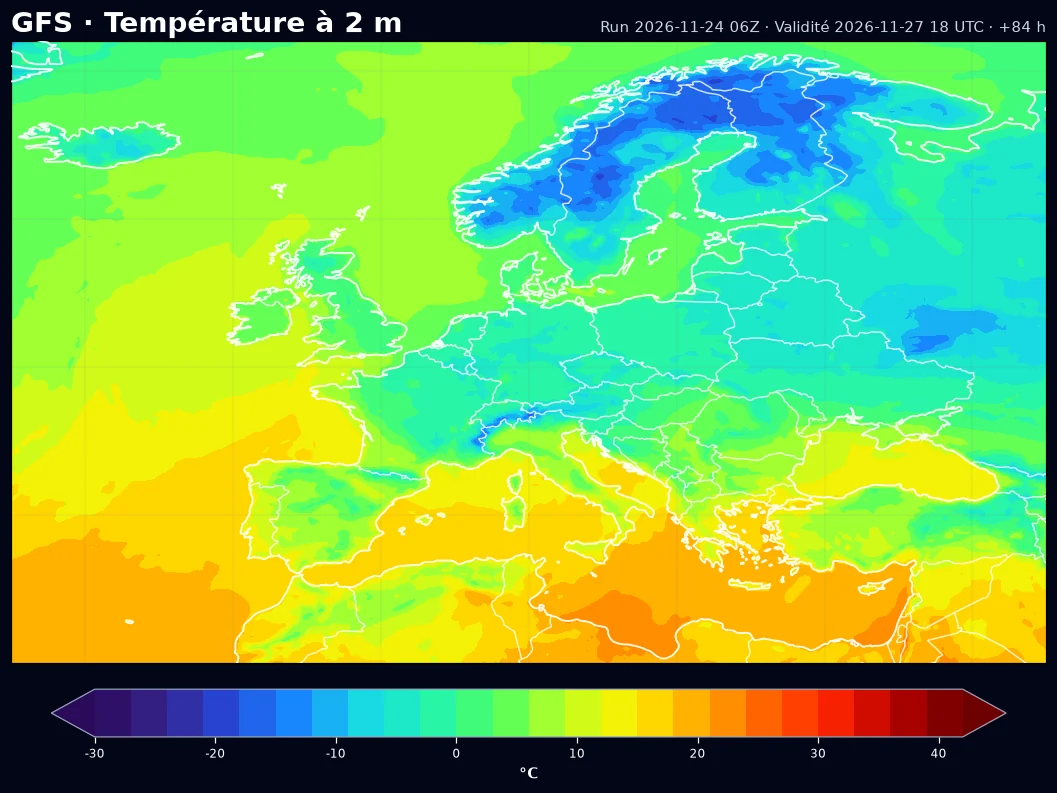 GFS · Température à 2 m
Run 2026-11-24 06Z · Validité 2026-11-27 18 UTC · +84 h
-30 -20 -10 0 10 20 30 40
°C